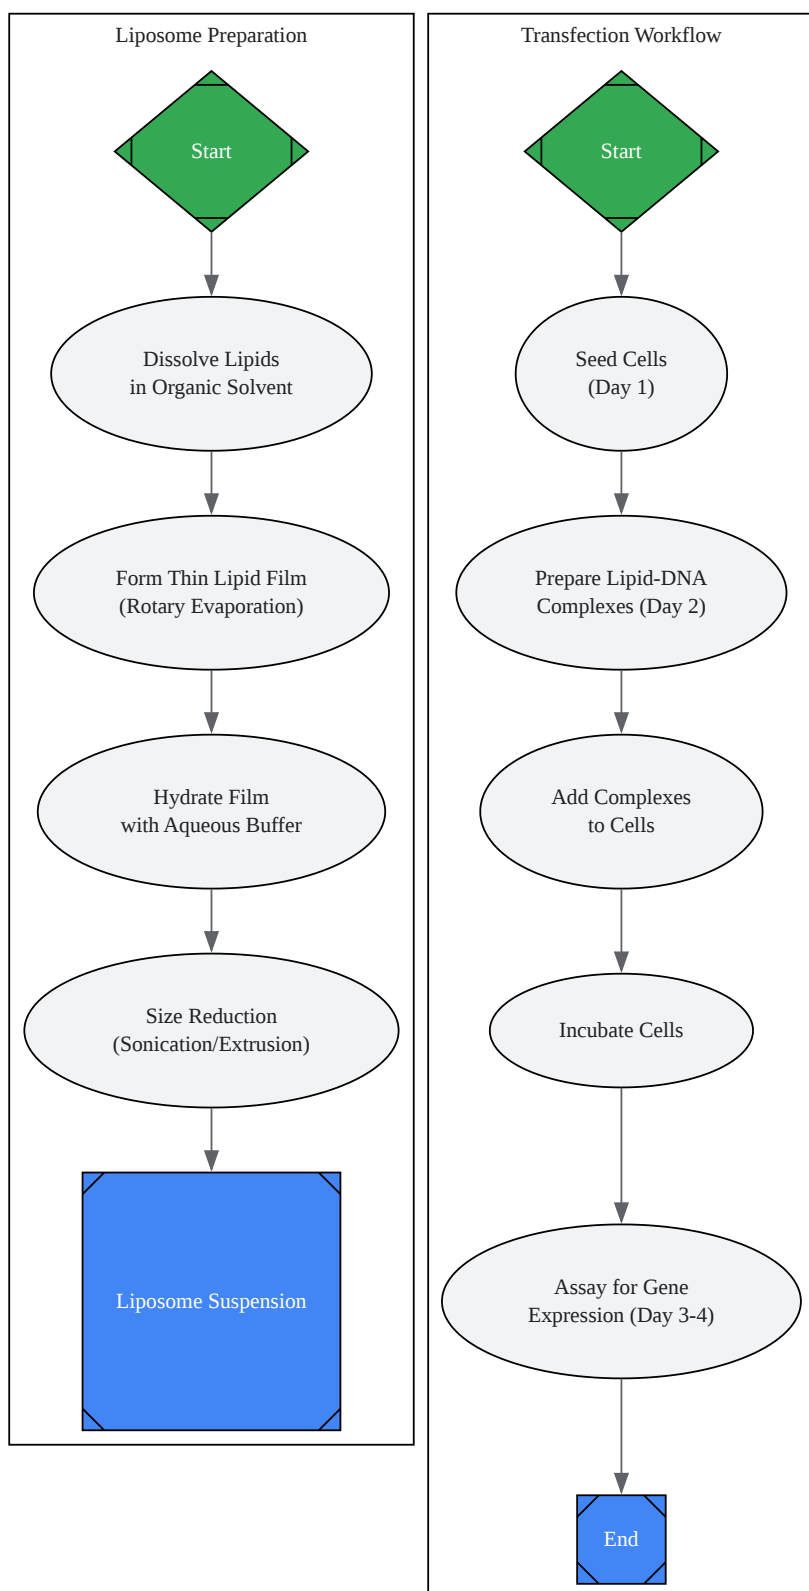 Liposome Preparation
Start
Dissolve Lipids
in Organic Solvent
Form Thin Lipid Film
(Rotary Evaporation)
Hydrate Film
with Aqueous Buffer
Size Reduction
(Sonication/Extrusion)
Liposome Suspension
Transfection Workflow
Start
Seed Cells
(Day 1)
Prepare Lipid-DNA
Complexes (Day 2)
Add Complexes
to Cells
Incubate Cells
Assay for Gene
Expression (Day 3-4)
End